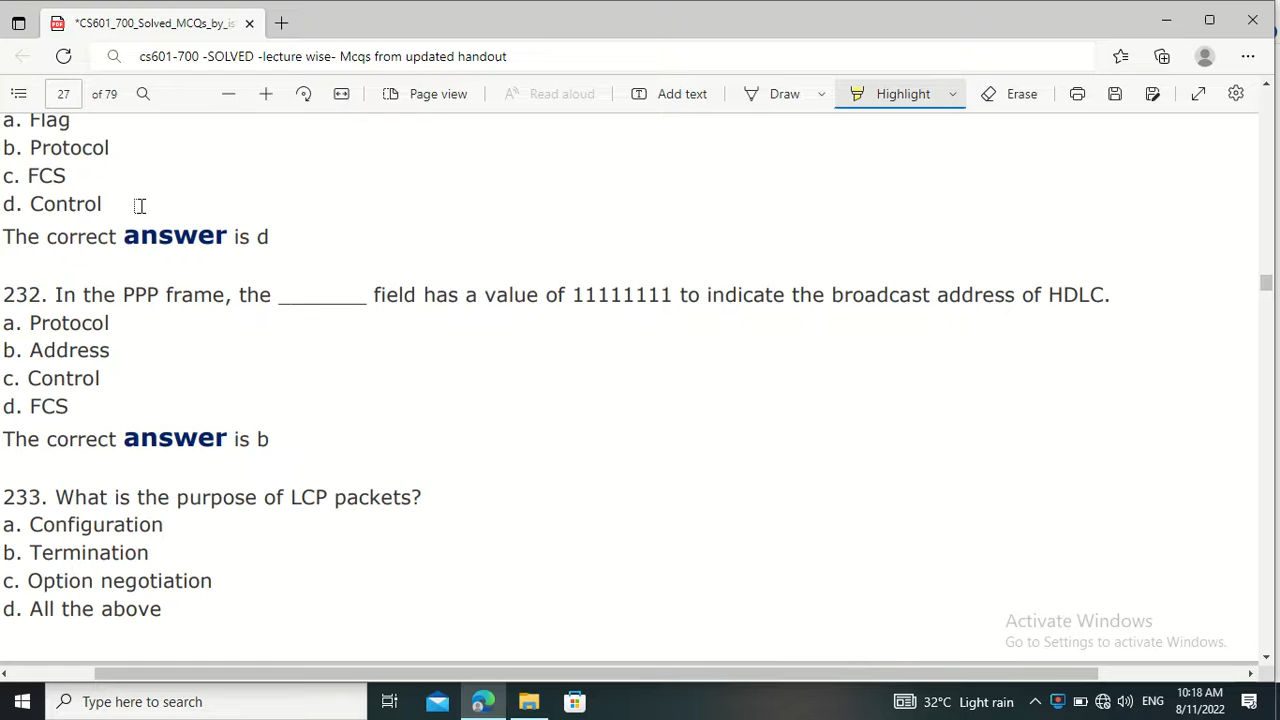 *CS601_700_Solved_MCQs_by_is
cs601-700 -SOLVED -lecture wise- Mcqs from updated handout
27 of 79
Page view
Read aloud
Add text
Draw
Highlight
Erase
a. Flag
b. Protocol
c. FCS
d. Control
The correct answer is d
232. In the PPP frame, the ________ field has a value of 11111111 to indicate the broadcast address of HDLC.
a. Protocol
b. Address
c. Control
d. FCS
The correct answer is b
233. What is the purpose of LCP packets?
a. Configuration
b. Termination
c. Option negotiation
d. All the above
Activate Windows
Go to Settings to activate Windows.
Type here to search
32°C Light rain
ENG
10:18 AM
8/11/2022